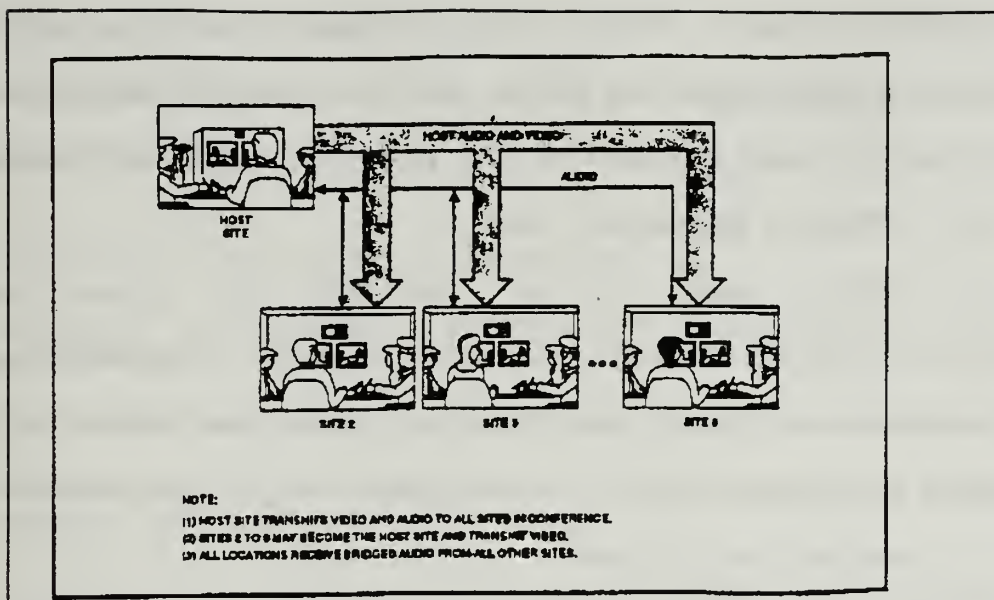 HOST AUDIO AND VIDEO
AUDIO
HOST
SITE
SITE 2
SITE 3
SITE
NOTE:
(1) HOST SITE TRANSMITS VIDEO AND AUDIO TO ALL SITES IN CONFERENCE.
(2) SITES 2 TO MAY BECOME THE HOST SITE AND TRANSMIT VIDEO.
(3) ALL LOCATIONS RECEIVE BRIDGED AUDIO FROM ALL OTHER SITES.